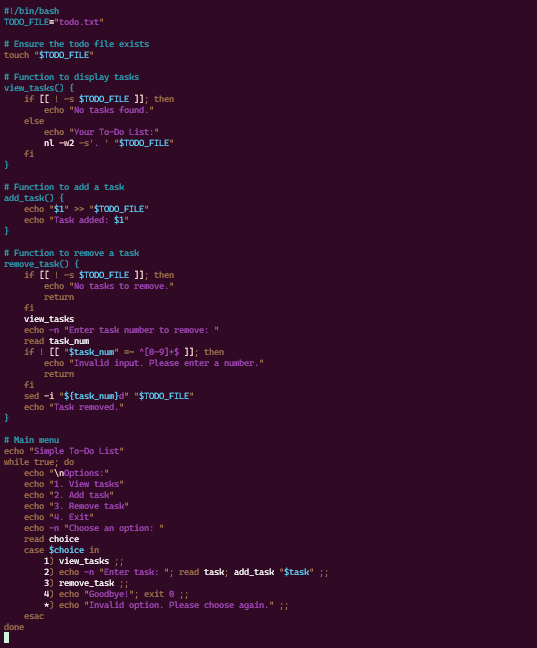 #!/bin/bash
TODO_FILE="todo.txt"

# Ensure the todo file exists
touch "$TODO_FILE"

# Function to display tasks
view_tasks() {
    if [[ ! -s $TODO_FILE ]]; then
        echo "No tasks found."
    else
        echo "Your To-Do List:"
        nl -w2 -s'. ' "$TODO_FILE"
    fi
}

# Function to add a task
add_task() {
    echo "$1" >> "$TODO_FILE"
    echo "Task added: $1"
}

# Function to remove a task
remove_task() {
    if [[ ! -s $TODO_FILE ]]; then
        echo "No tasks to remove."
        return
    fi
    view_tasks
    echo -n "Enter task number to remove: "
    read task_num
    if ! [[ "$task_num" =~ ^[0-9]+$ ]]; then
        echo "Invalid input. Please enter a number."
        return
    fi
    sed -i "${task_num}d" "$TODO_FILE"
    echo "Task removed."
}

# Main menu
echo "Simple To-Do List"
while true; do
    echo "\nOptions:"
    echo "1. View tasks"
    echo "2. Add task"
    echo "3. Remove task"
    echo "4. Exit"
    echo -n "Choose an option: "
    read choice
    case $choice in
        1) view_tasks ;;
        2) echo -n "Enter task: "; read task; add_task "$task" ;;
        3) remove_task ;;
        4) echo "Goodbye!"; exit 0 ;;
        *) echo "Invalid option. Please choose again." ;;
    esac
done